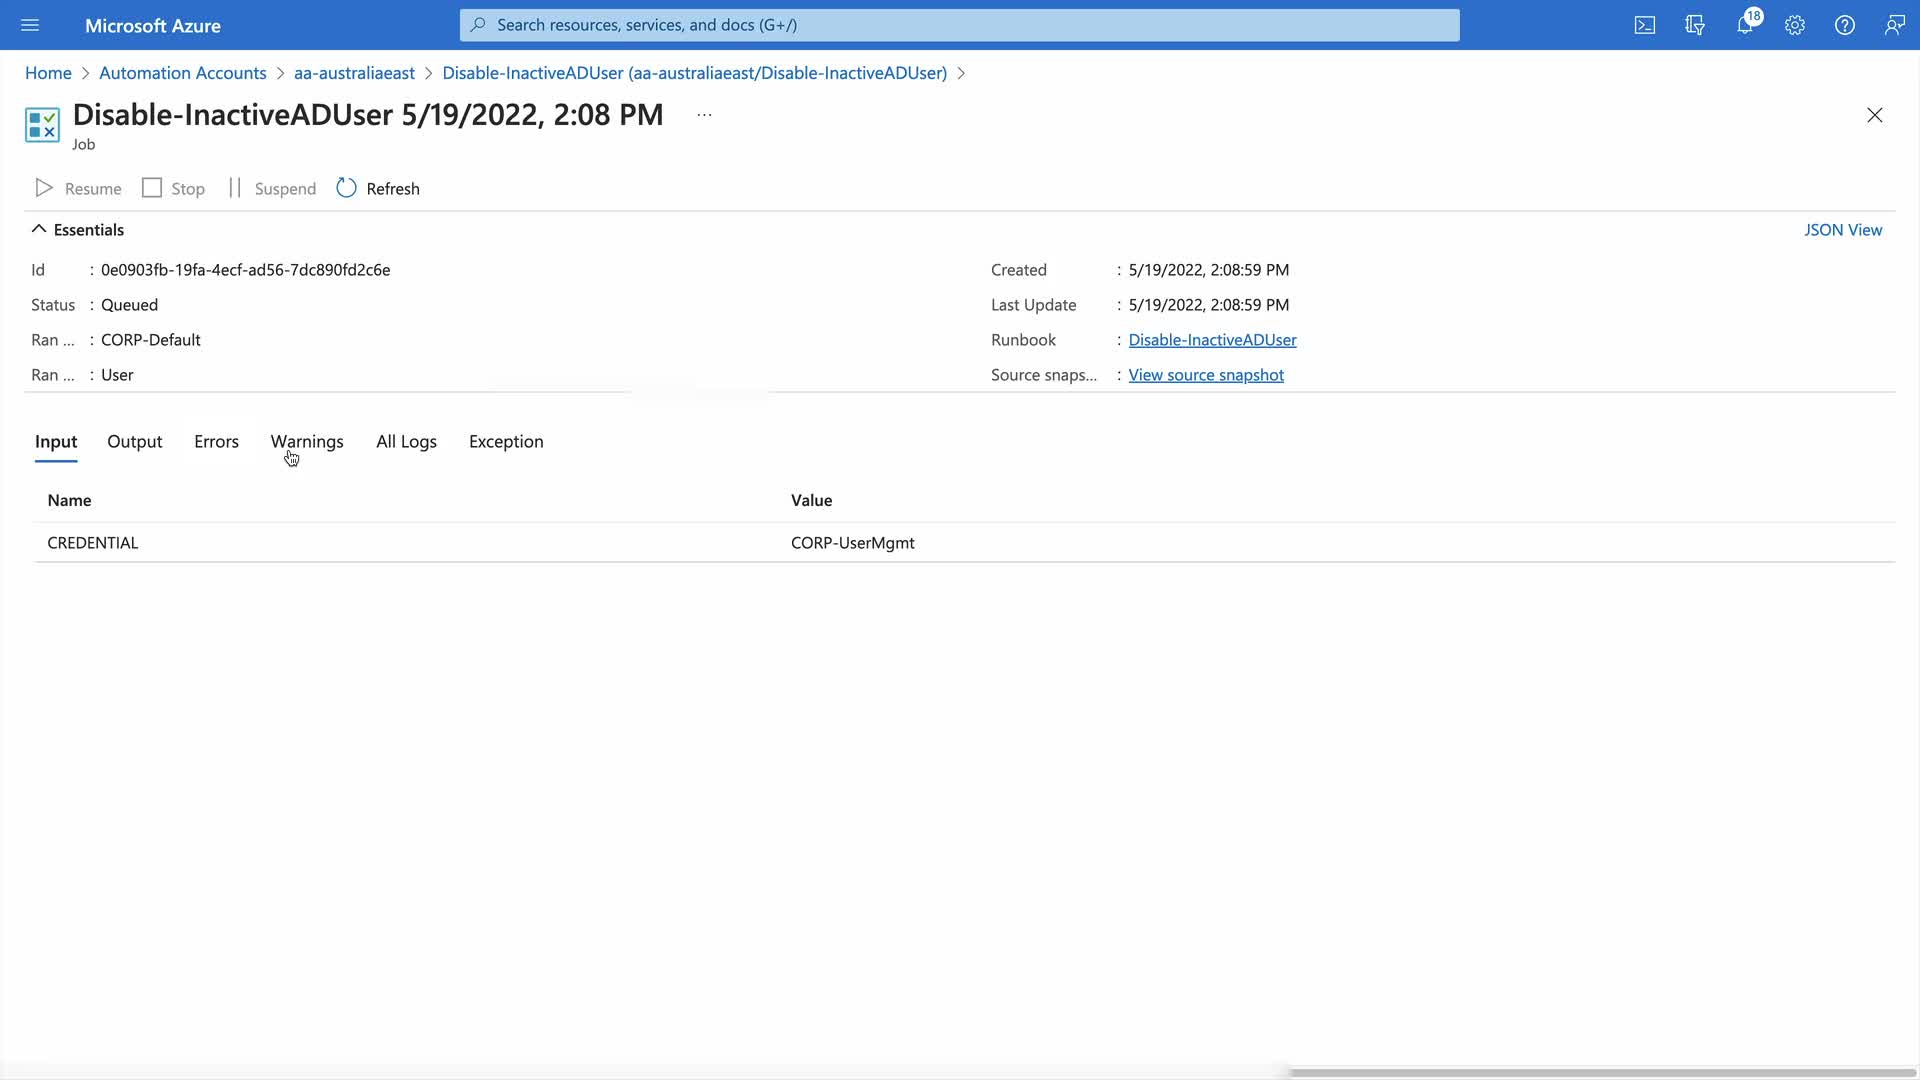 Microsoft Azure
Search resources, services, and docs (G+/)
18
Home > Automation Accounts > aa-australiaeast > Disable-InactiveADUser (aa-australiaeast/Disable-InactiveADUser) >
Disable-InactiveADUser 5/19/2022, 2:08 PM ...
Job
Resume Stop Suspend Refresh
Essentials JSON View
Id : 0e0903fb-19fa-4ecf-ad56-7dc890fd2c6e Created : 5/19/2022, 2:08:59 PM
Status : Queued Last Update : 5/19/2022, 2:08:59 PM
Ran ... : CORP-Default Runbook : Disable-InactiveADUser
Ran ... : User Source snaps... : View source snapshot
Input Output Errors Warnings All Logs Exception
Name Value
CREDENTIAL CORP-UserMgmt